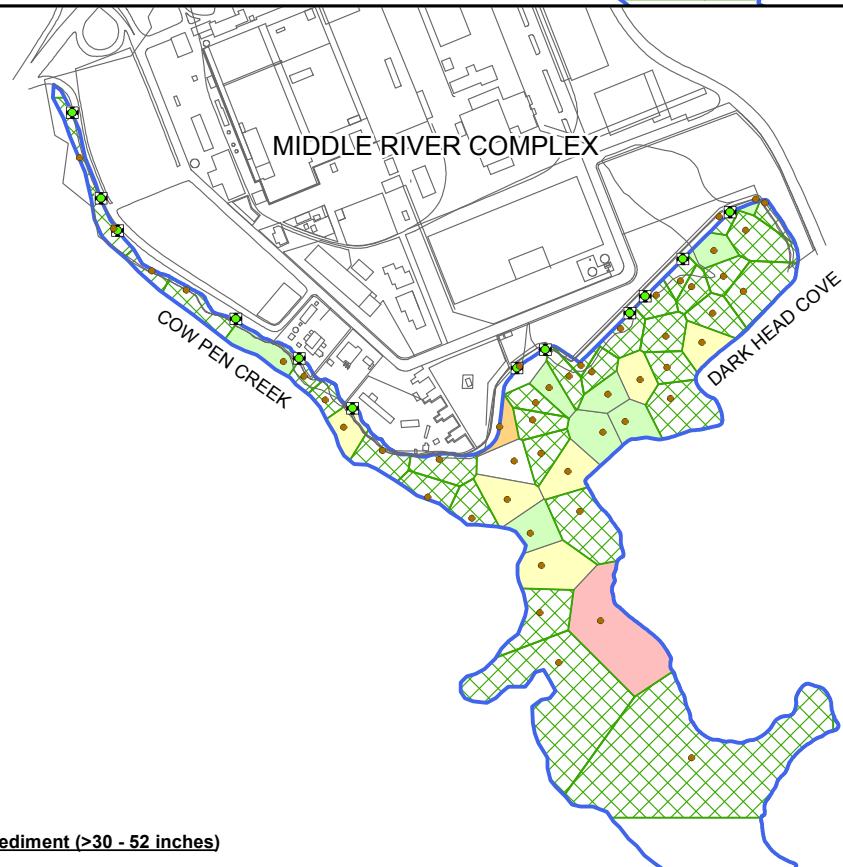 MIDDLE RIVER COMPLEX
COW PEN CREEK
DARK HEAD COVE
ediment (>30 - 52 inches)